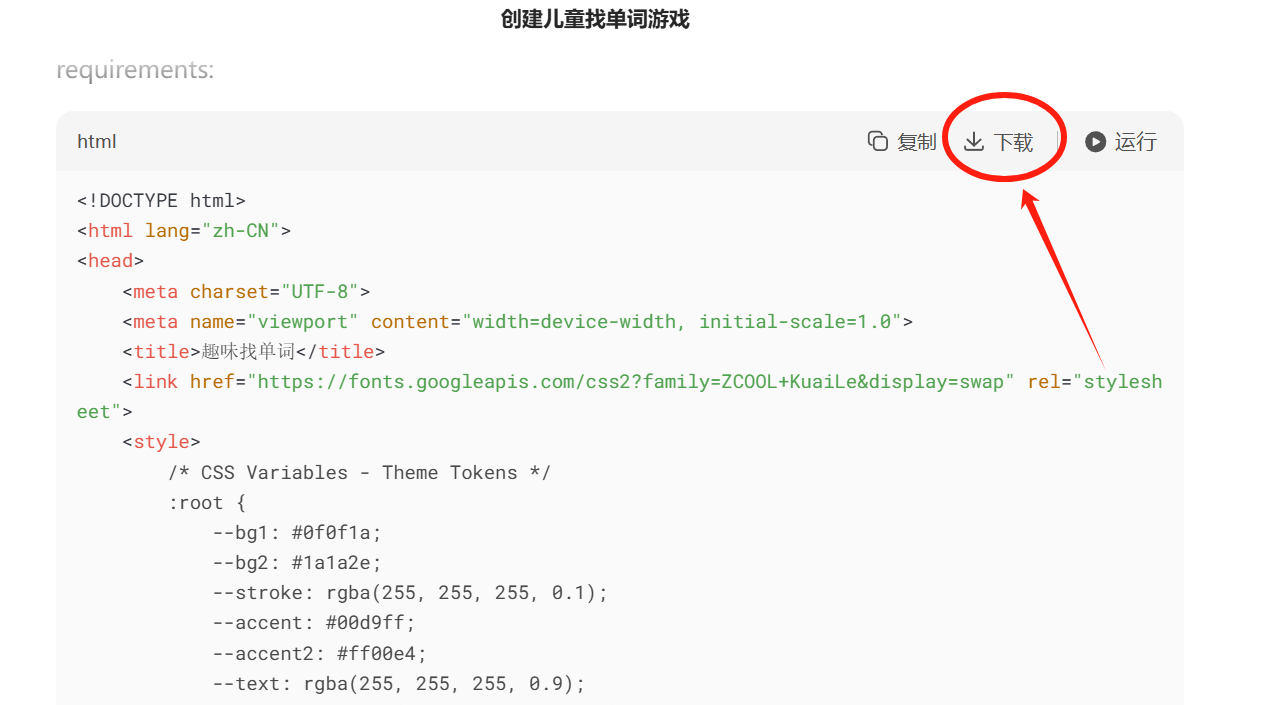 创建儿童找单词游戏
requirements:
html 复制 下载 运行
<!DOCTYPE html>
<html lang="zh-CN">
<head>
    <meta charset="UTF-8">
    <meta name="viewport" content="width=device-width, initial-scale=1.0">
    <title>趣味找单词</title>
    <link href="https://fonts.googleapis.com/css2?family=ZCOOL+KuaiLe&display=swap" rel="stylesh
eet">
    <style>
        /* CSS Variables - Theme Tokens */
        :root {
            --bg1: #0f0f1a;
            --bg2: #1a1a2e;
            --stroke: rgba(255, 255, 255, 0.1);
            --accent: #00d9ff;
            --accent2: #ff00e4;
            --text: rgba(255, 255, 255, 0.9);